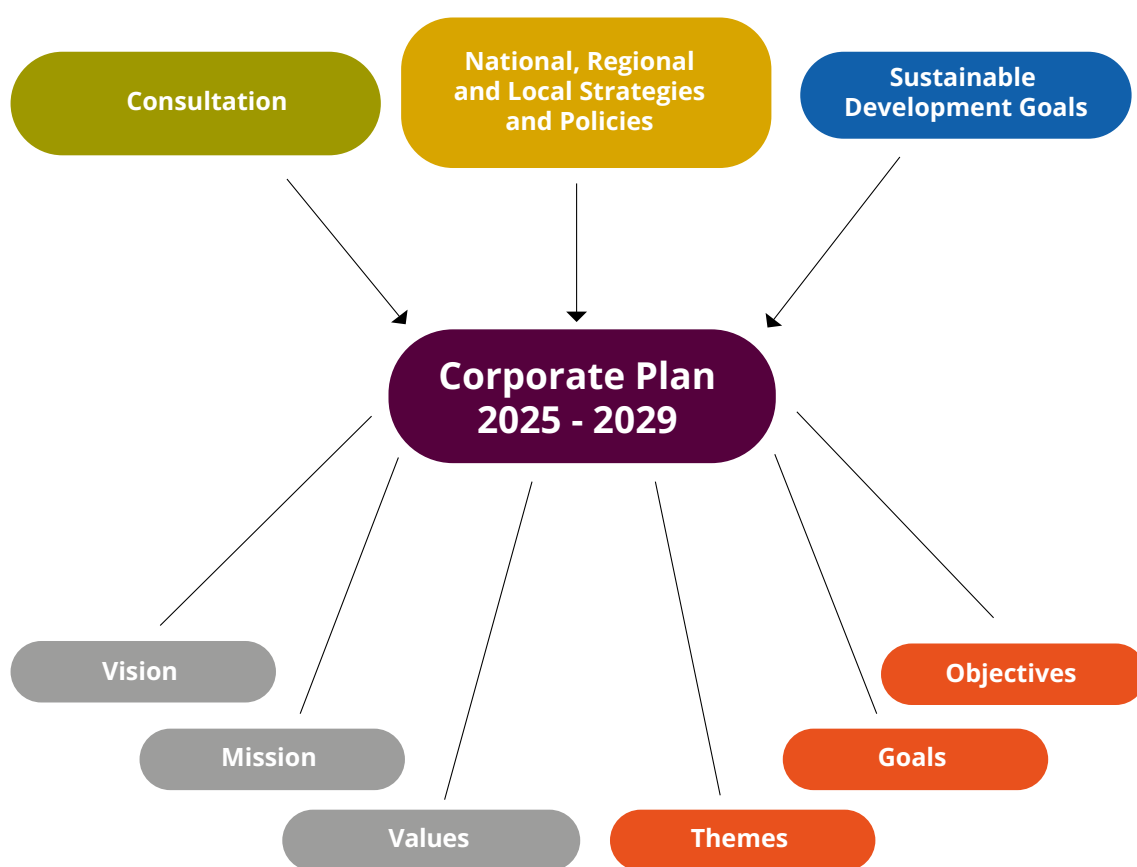 Consultation
National, Regional
and Local Strategies
and Policies
Sustainable
Development Goals
Corporate Plan
2025 - 2029
Vision
Mission
Values
Themes
Goals
Objectives